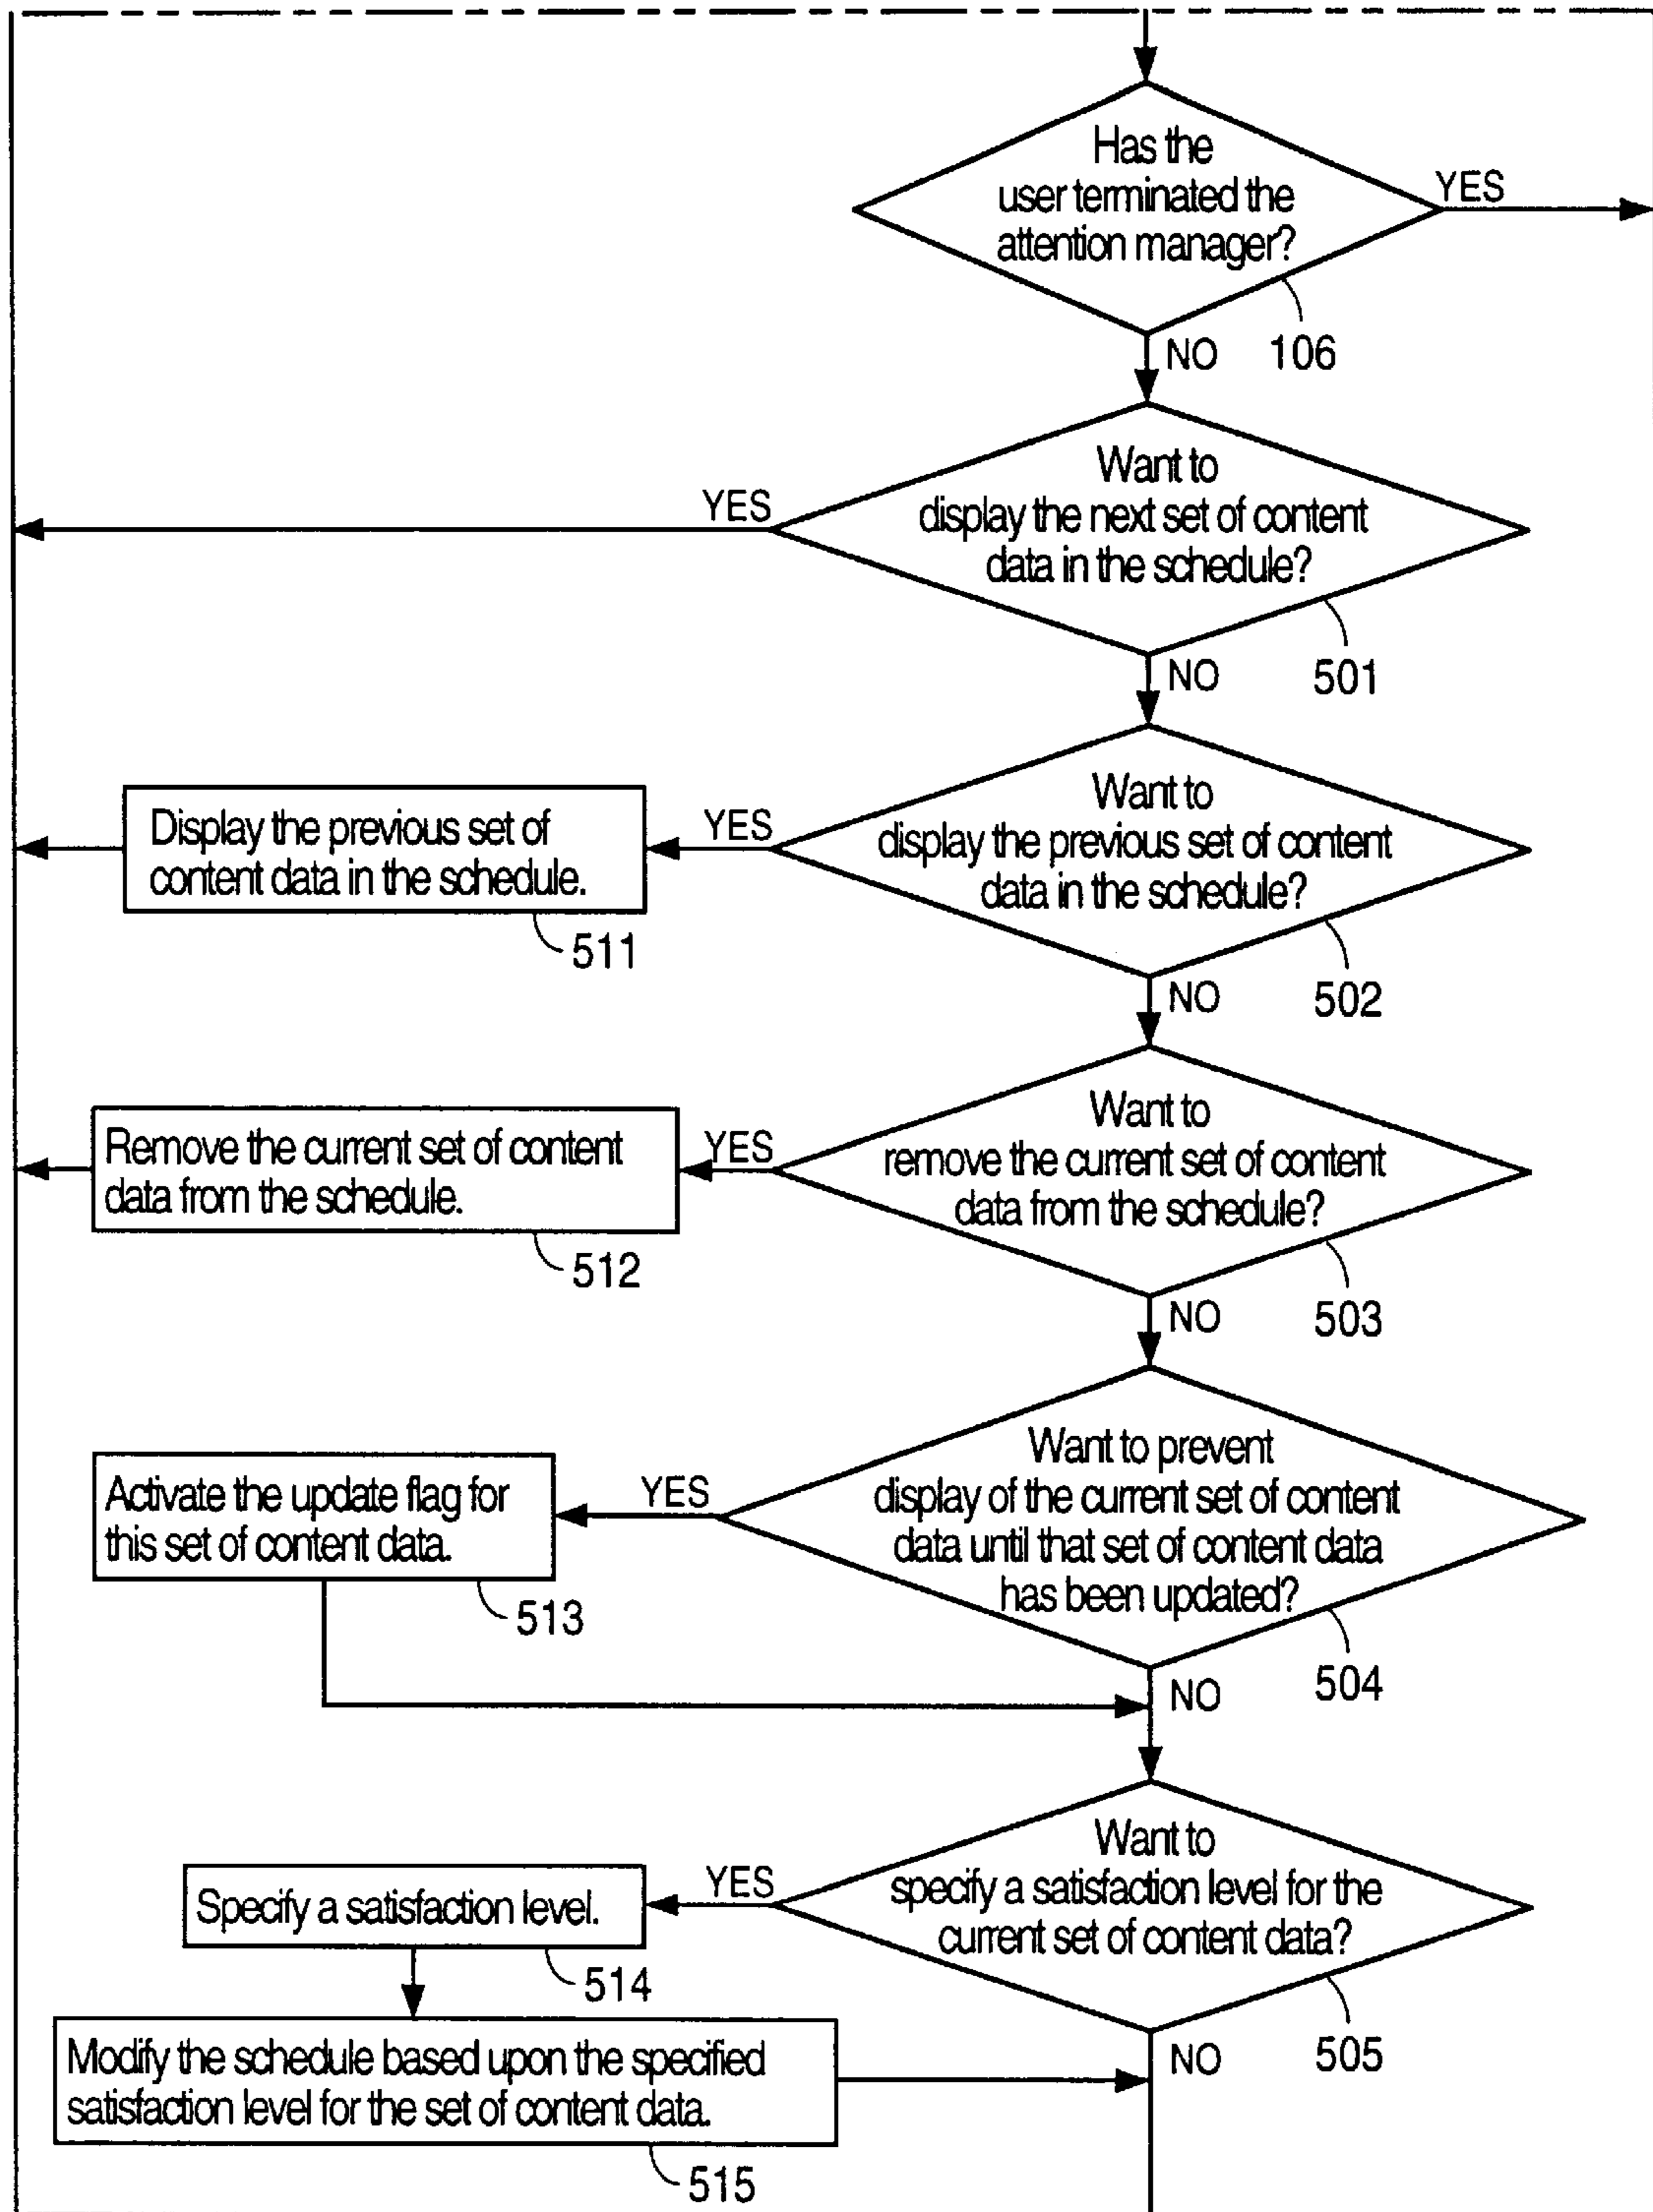 Has the
user terminated the
attention manager?
YES
NO
106
Want to
display the next set of content
data in the schedule?
YES
NO
501
Want to
display the previous set of content
data in the schedule?
YES
Display the previous set of
content data in the schedule.
511
NO
502
Want to
remove the current set of content
data from the schedule?
YES
Remove the current set of content
data from the schedule.
512
NO
503
Want to prevent
display of the current set of content
data until that set of content data
has been updated?
YES
Activate the update flag for
this set of content data.
513
NO
504
Want to
specify a satisfaction level for the
current set of content data?
YES
Specify a satisfaction level.
514
NO
505
Modify the schedule based upon the specified
satisfaction level for the set of content data.
515